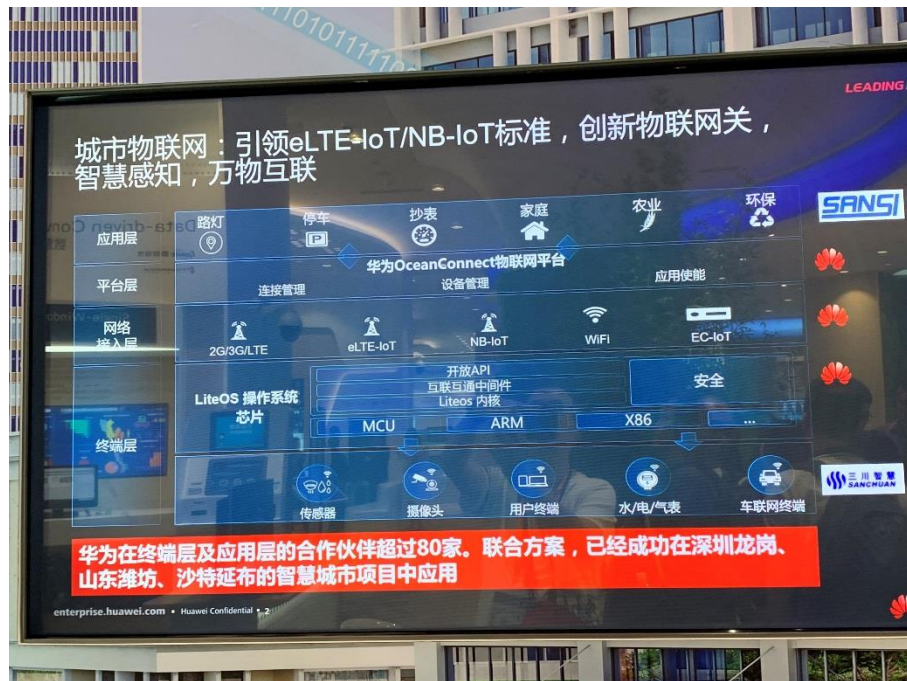 1101011110
LEADING
城市物联网：引领eLTE-IoT/NB-IoT标准，创新物联网关，
智慧感知，万物互联
应用层
路灯
停车
抄表
家庭
农业
环保
SANSI
平台层
华为OceanConnect物联网平台
连接管理
设备管理
应用使能
网络
接入层
2G/3G/LTE
eLTE-IoT
NB-IoT
WiFi
EC-IoT
终端层
LiteOS 操作系统
芯片
开放API
互联互通中间件
Liteos 内核
安全
MCU
ARM
X86
...
传感器
摄像头
用户终端
水/电/气表
车联网终端
三川智慧
SANCHUAN
华为在终端层及应用层的合作伙伴超过80家。联合方案，已经成功在深圳龙岗、
山东潍坊、沙特延布的智慧城市项目中应用
enterprise.huawei.com • Huawei Confidential • 2